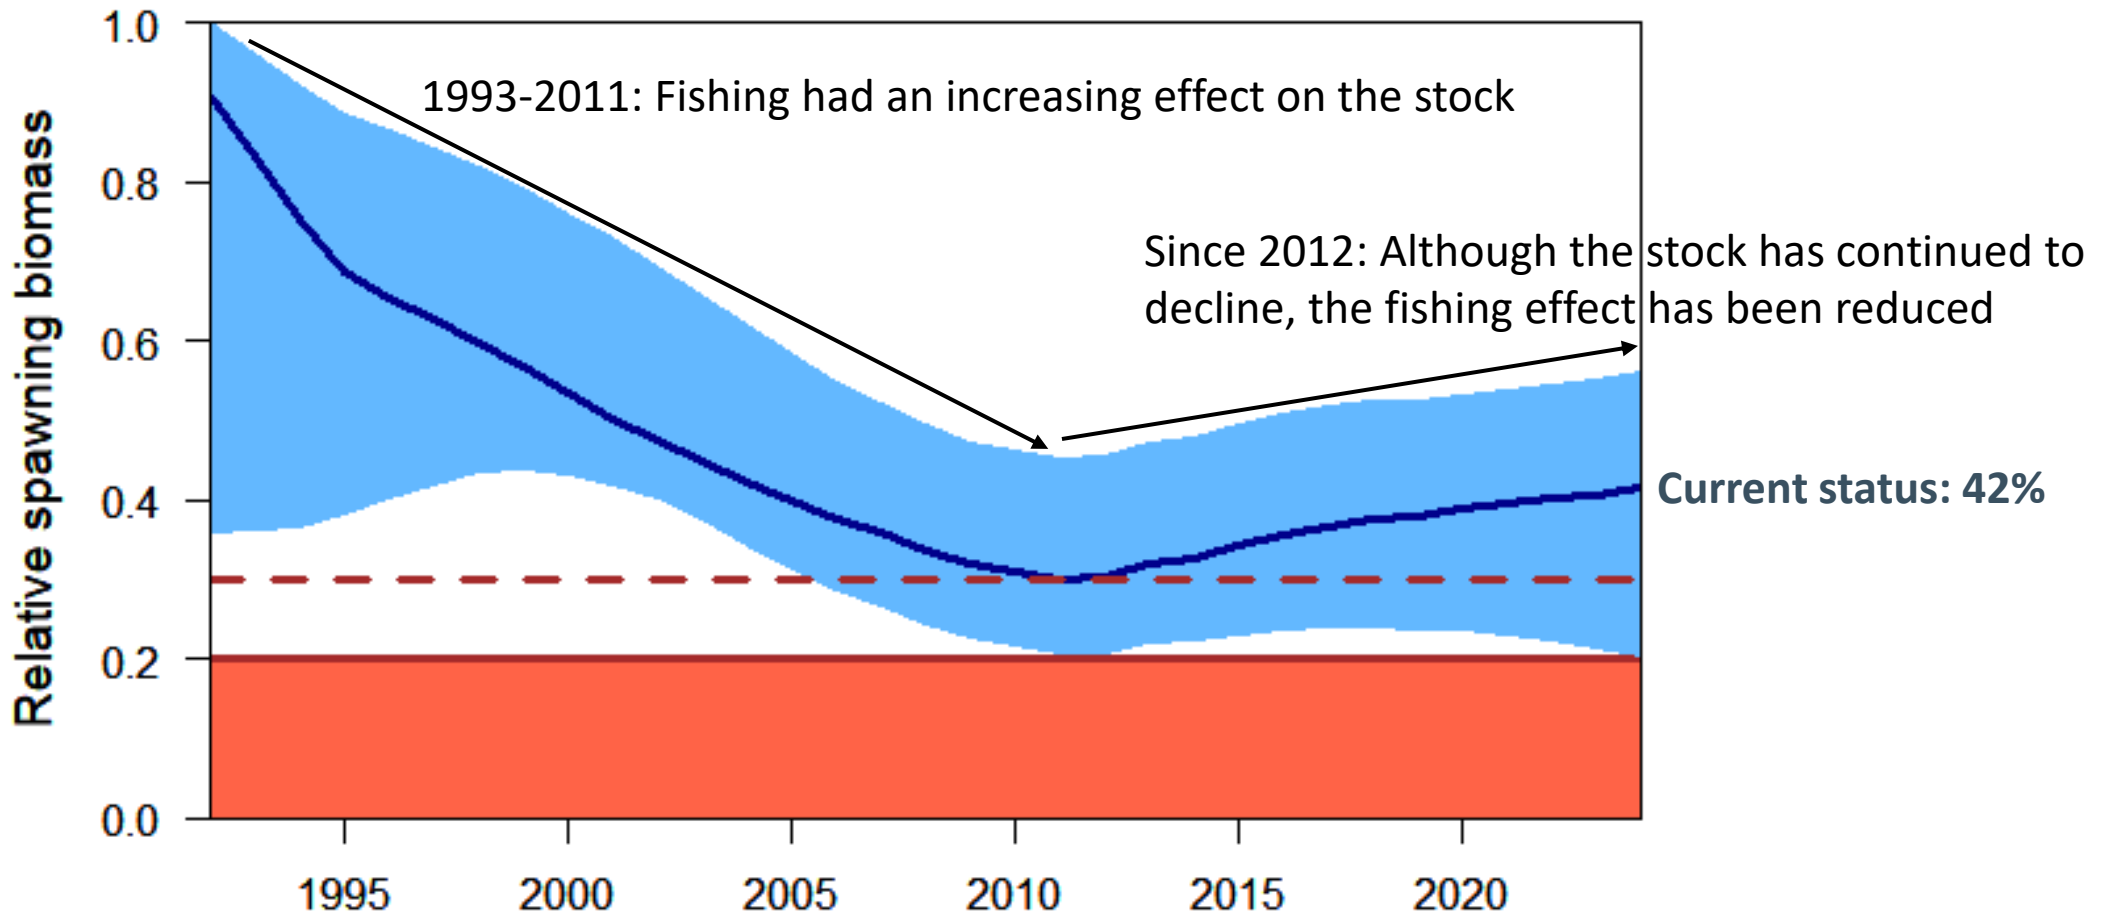 Relative spawning biomass
1.0
0.8
0.6
0.4
0.2
0.0
1993-2011: Fishing had an increasing effect on the stock
Since 2012: Although the stock has continued to
decline, the fishing effect has been reduced
Current status: 42%
1995 2000 2005 2010 2015 2020